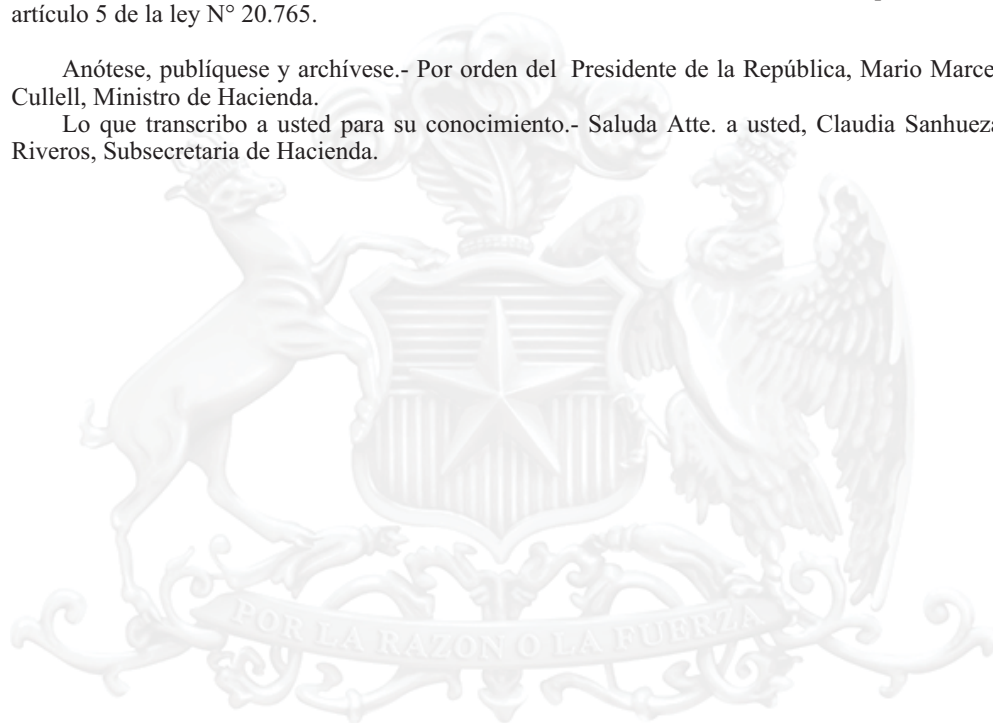 artículo 5 de la ley N° 20.765.
Anótese, publíquese y archívese.- Por orden del Presidente de la República, Mario Marce
Cullell, Ministro de Hacienda.
Lo que transcribo a usted para su conocimiento.- Saluda Atte. a usted, Claudia Sanhueza
Riveros, Subsecretaria de Hacienda.
POR LA RAZON O LA FUERZA